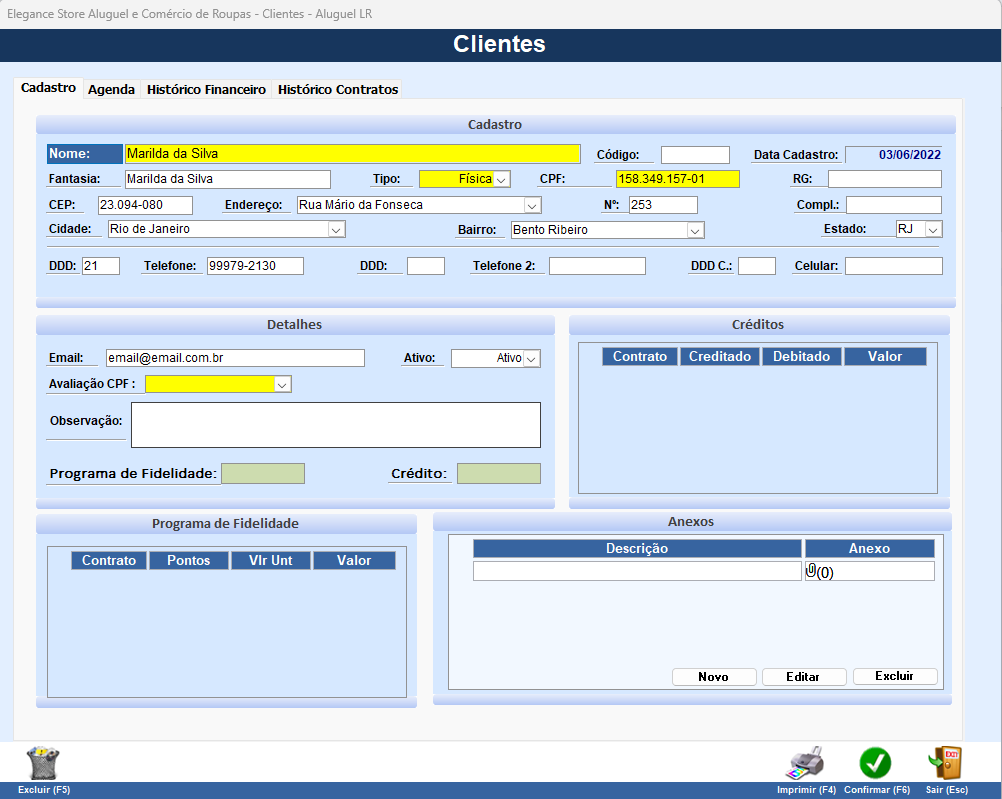 Elegance Store Aluguel e Comércio de Roupas - Clientes - Aluguel LR
Clientes
Cadastro Agenda Histórico Financeiro Histórico Contratos
Cadastro
Nome: Marilda da Silva Código: Data Cadastro: 03/06/2022
Fantasia: Marilda da Silva Tipo: Física CPF: 158.349.157-01 RG:
CEP: 23.094-080 Endereço: Rua Mário da Fonseca Nº: 253 Compl.:
Cidade: Rio de Janeiro Bairro: Bento Ribeiro Estado: RJ
DDD: 21 Telefone: 99979-2130 DDD: Telefone 2: DDD C.: Celular:
Detalhes
Email: email@email.com.br Ativo: Ativo
Avaliação CPF :
Observação:
Programa de Fidelidade: Crédito:
Créditos
Contrato Creditado Debitado Valor
Programa de Fidelidade
Contrato Pontos Vlr Unt Valor
Anexos
Descrição Anexo
(0)
Novo Editar Excluir
EXIT
Excluir (F5) Imprimir (F4) Confirmar (F6) Sair (Esc)